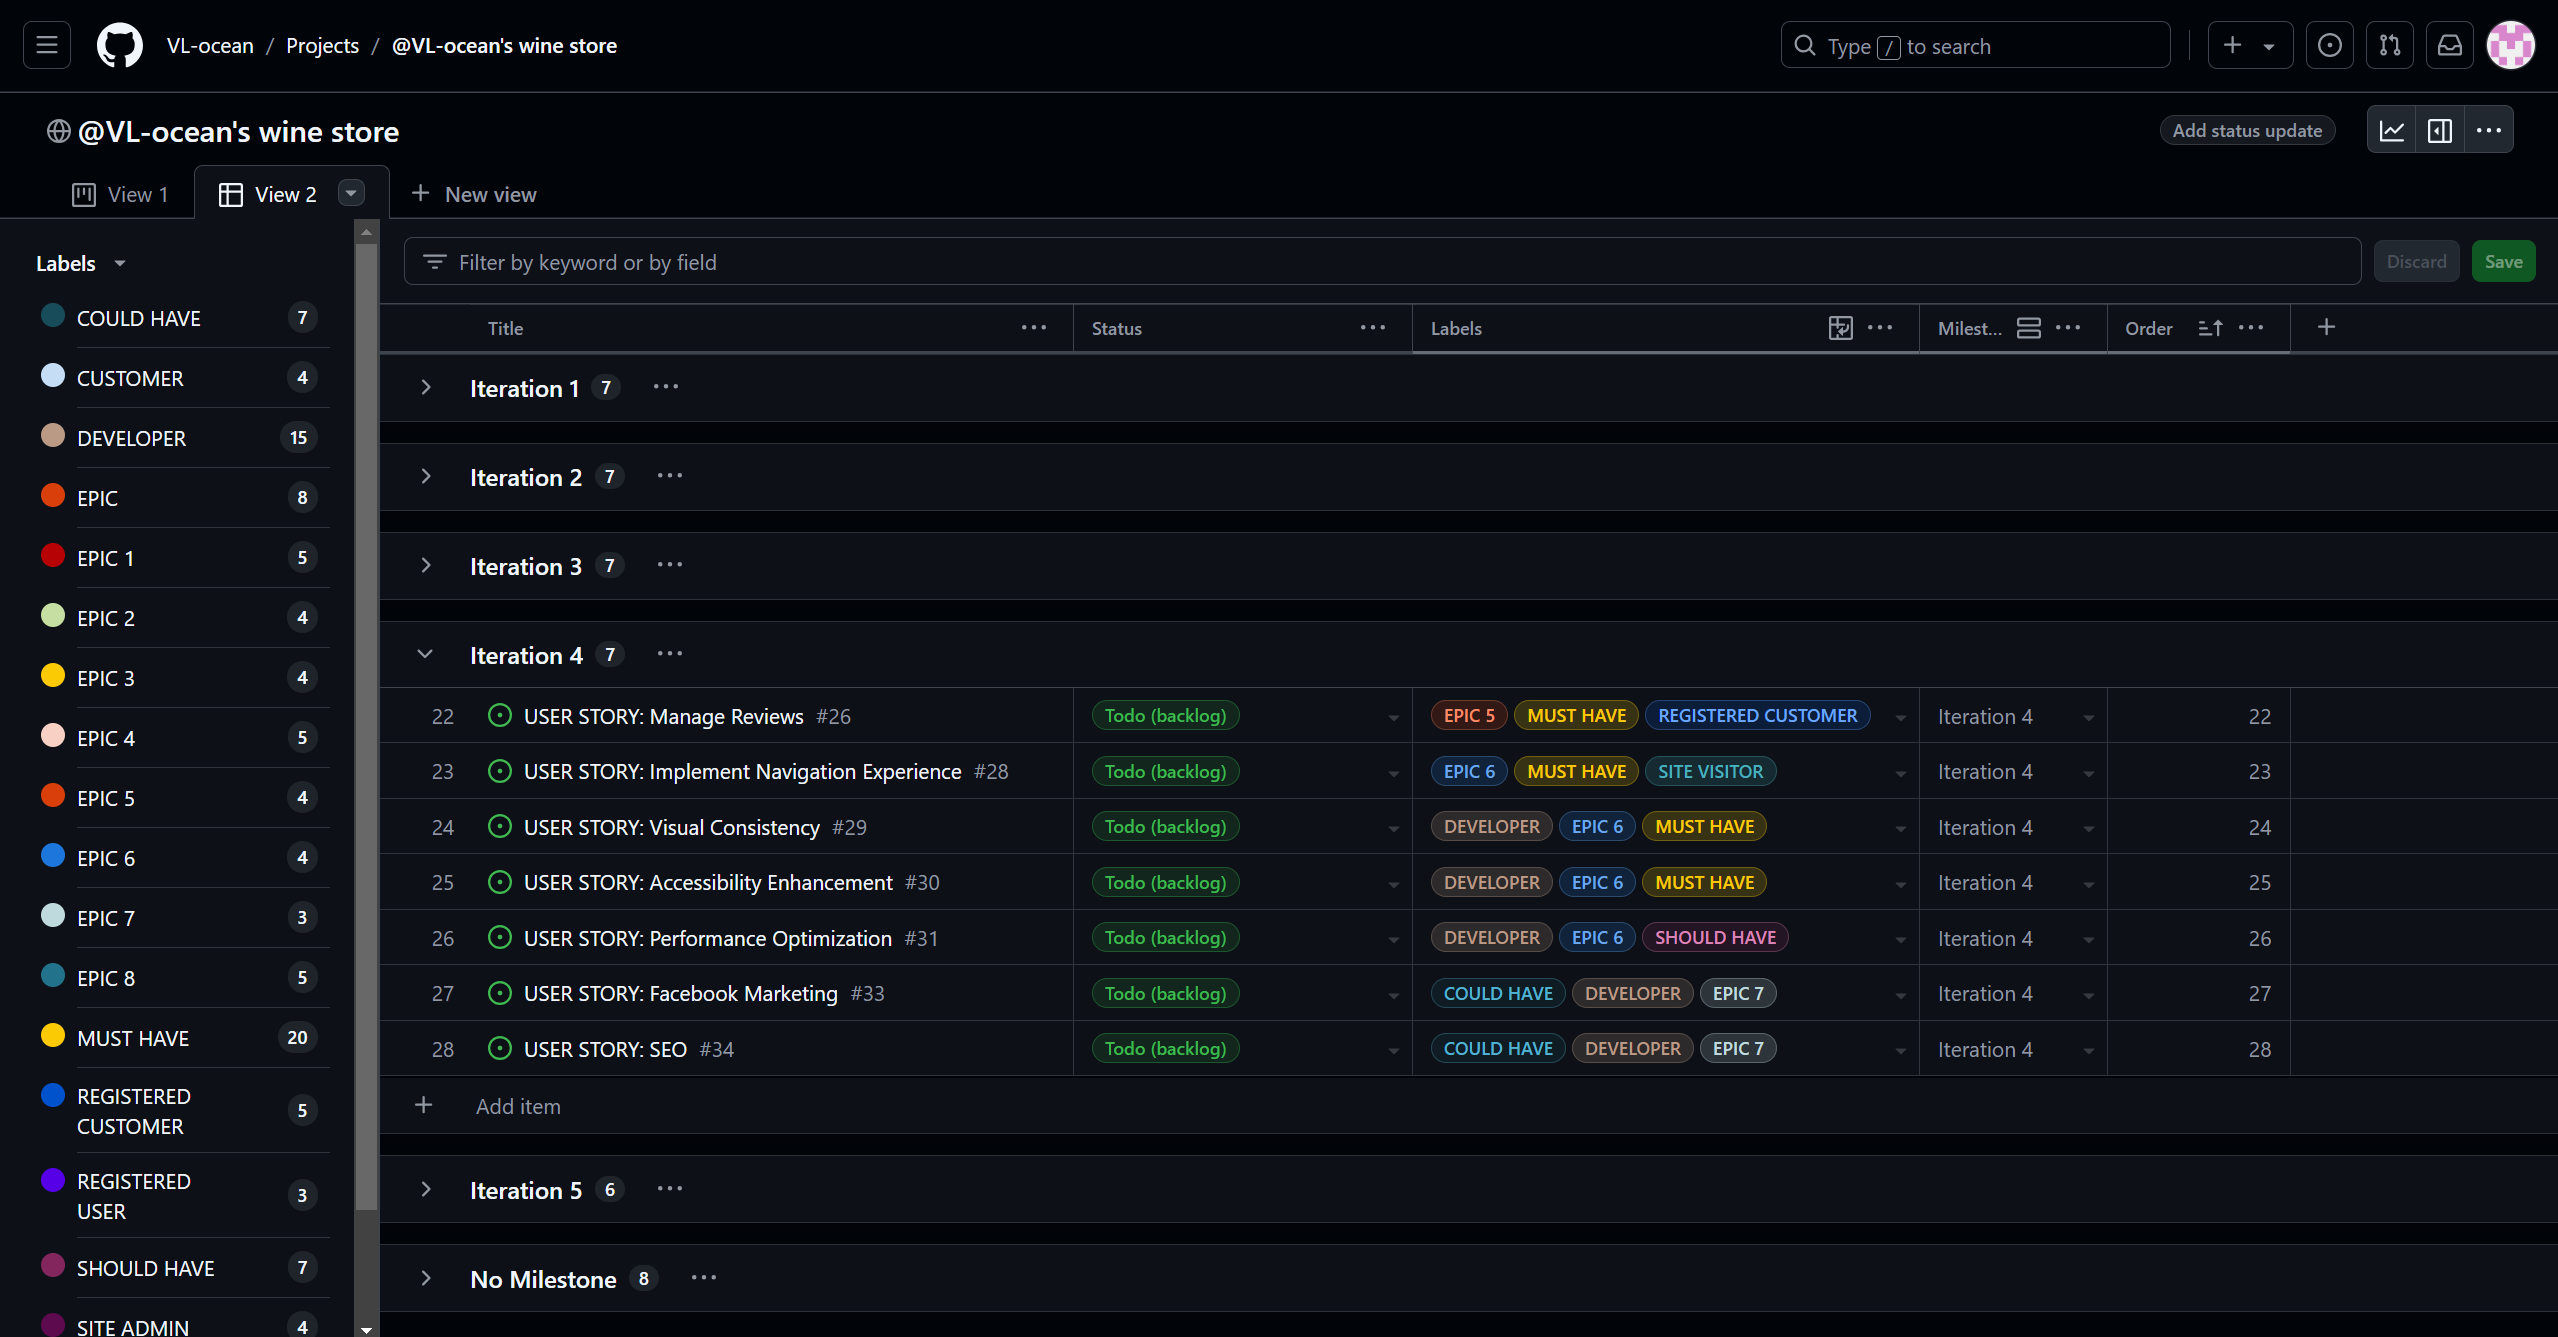 VL-ocean / Projects / @VL-ocean's wine store
Type / to search
@VL-ocean's wine store
Add status update
View 1
View 2
New view
Labels
COULD HAVE 7
CUSTOMER 4
DEVELOPER 15
EPIC 8
EPIC 1 5
EPIC 2 4
EPIC 3 4
EPIC 4 5
EPIC 5 4
EPIC 6 4
EPIC 7 3
EPIC 8 5
MUST HAVE 20
REGISTERED
CUSTOMER 5
REGISTERED
USER 3
SHOULD HAVE 7
SITE ADMIN 4
Filter by keyword or by field
Discard
Save
Title Status Labels Milest... Order
Iteration 1 7
Iteration 2 7
Iteration 3 7
Iteration 4 7
22 USER STORY: Manage Reviews #26 Todo (backlog) EPIC 5 MUST HAVE REGISTERED CUSTOMER Iteration 4 22
23 USER STORY: Implement Navigation Experience #28 Todo (backlog) EPIC 6 MUST HAVE SITE VISITOR Iteration 4 23
24 USER STORY: Visual Consistency #29 Todo (backlog) DEVELOPER EPIC 6 MUST HAVE Iteration 4 24
25 USER STORY: Accessibility Enhancement #30 Todo (backlog) DEVELOPER EPIC 6 MUST HAVE Iteration 4 25
26 USER STORY: Performance Optimization #31 Todo (backlog) DEVELOPER EPIC 6 SHOULD HAVE Iteration 4 26
27 USER STORY: Facebook Marketing #33 Todo (backlog) COULD HAVE DEVELOPER EPIC 7 Iteration 4 27
28 USER STORY: SEO #34 Todo (backlog) COULD HAVE DEVELOPER EPIC 7 Iteration 4 28
Add item
Iteration 5 6
No Milestone 8